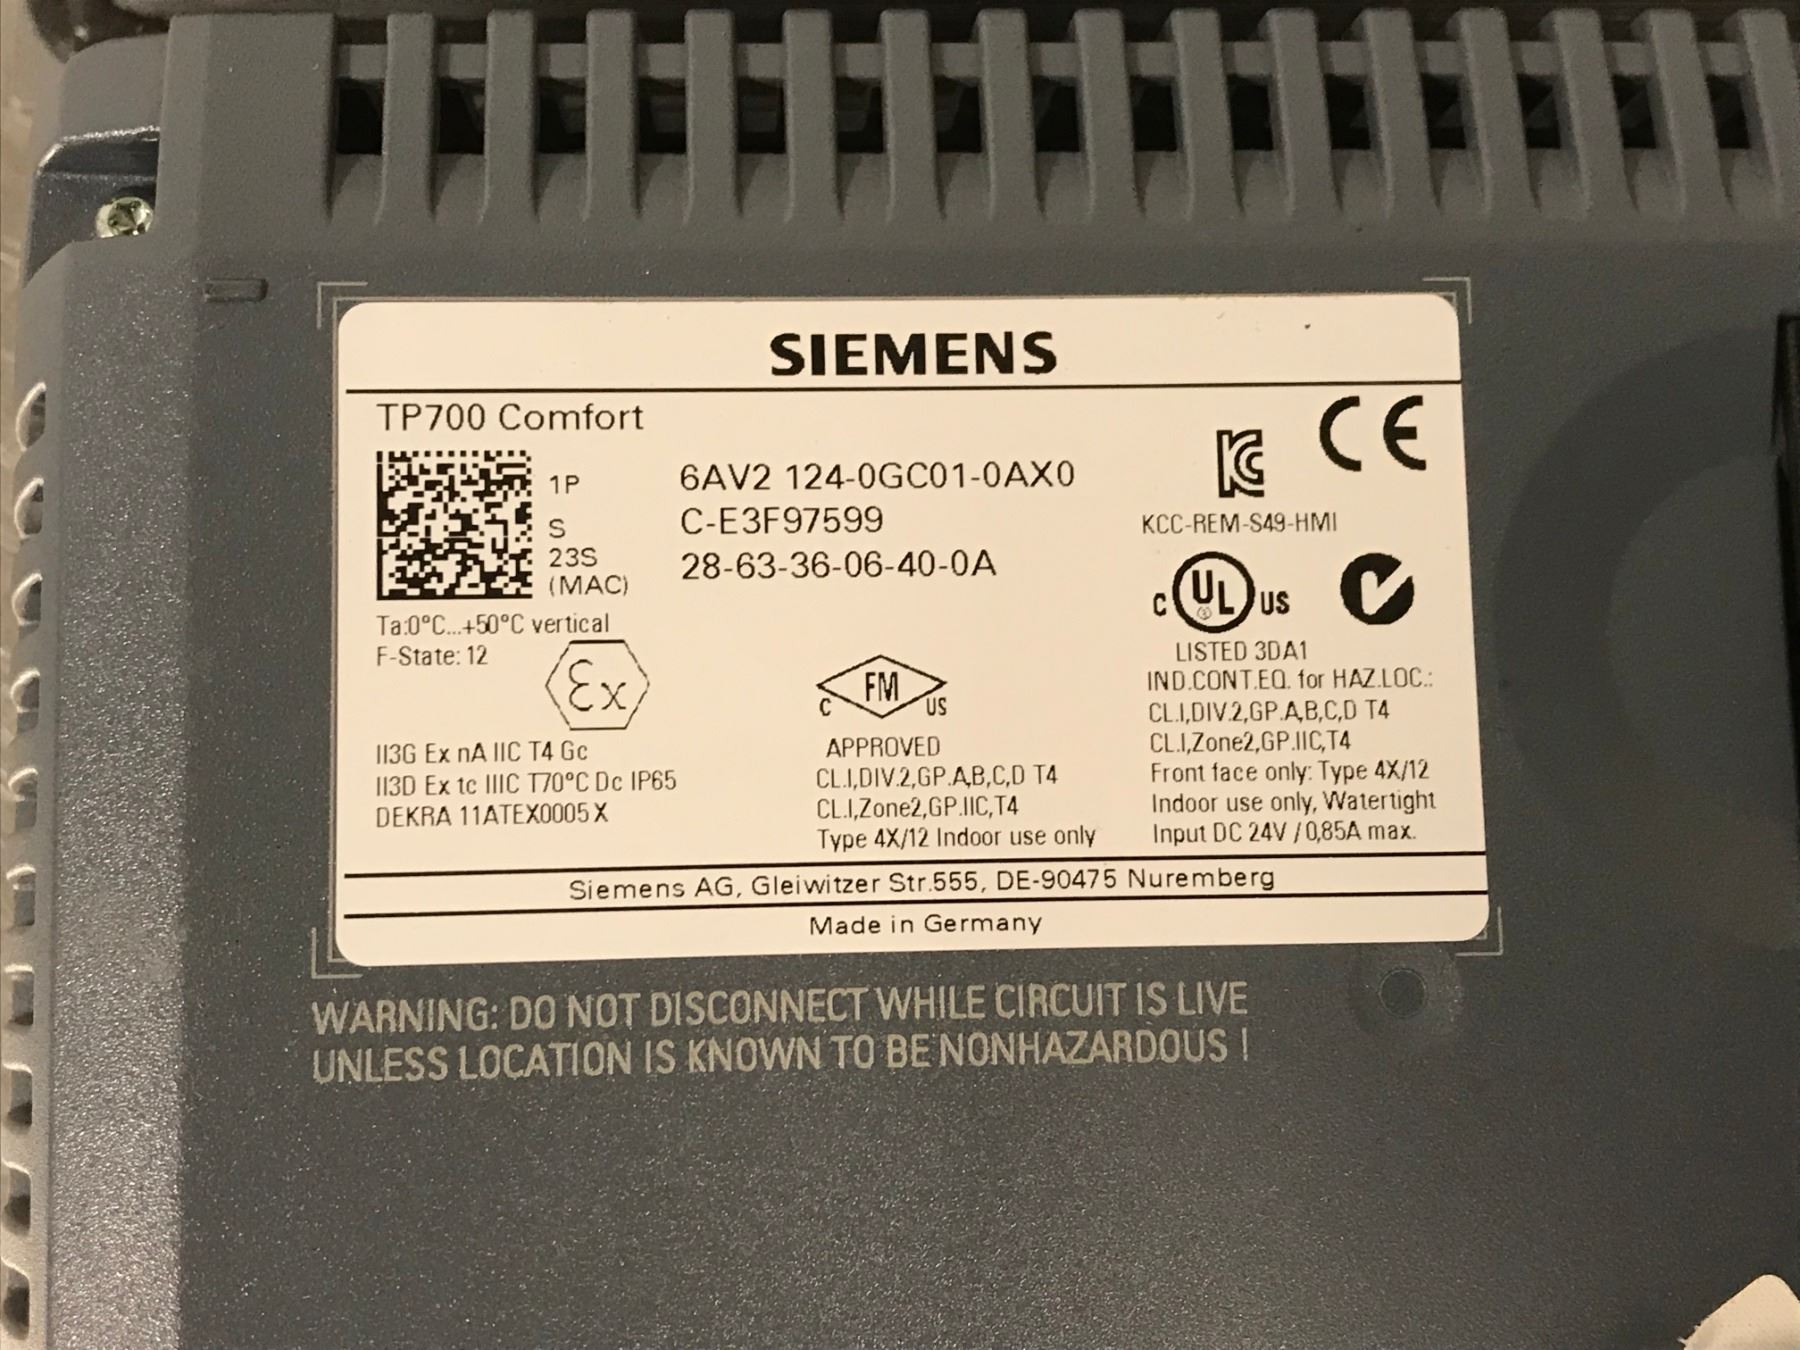 SIEMENS
TP700 Comfort
1P 6AV2 124-0GC01-0AX0
S C-E3F97599
23S
(MAC) 28-63-36-06-40-0A
Ta:0°C...+50°C vertical
F-State: 12
Ex
II3G Ex nA IIC T4 Gc
II3D Ex tc IIIC T70°C Dc IP65
DEKRA 11ATEX0005 X
C FM US
APPROVED
CL.I,DIV.2,GP.A,B,C,D T4
CL.I,Zone2,GP.IIC,T4
Type 4X/12 Indoor use only
CE
KC
KCC-REM-S49-HMI
C UL US
LISTED 3DA1
IND.CONT.EQ. for HAZ.LOC.:
CL.I,DIV.2,GP.A,B,C,D T4
CL.I,Zone2,GP.IIC,T4
Front face only: Type 4X/12
Indoor use only, Watertight
Input DC 24V / 0,85A max.
Siemens AG, Gleiwitzer Str.555, DE-90475 Nuremberg
Made in Germany
WARNING: DO NOT DISCONNECT WHILE CIRCUIT IS LIVE
UNLESS LOCATION IS KNOWN TO BE NONHAZARDOUS !